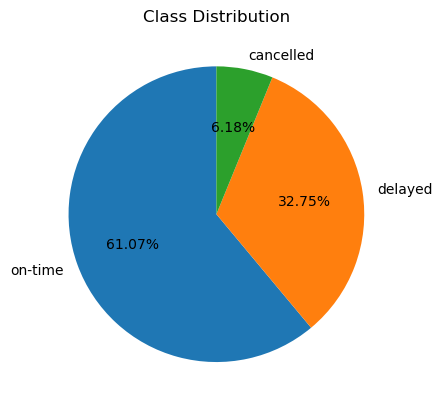 Class Distribution
cancelled
6.18%
delayed
32.75%
61.07%
on-time